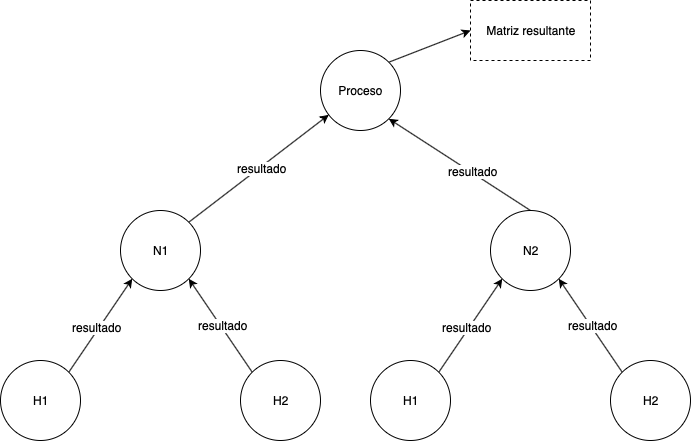 Matriz resultante
Proceso
resultado
resultado
N1
N2
resultado
resultado
resultado
resultado
H1
H2
H1
H2